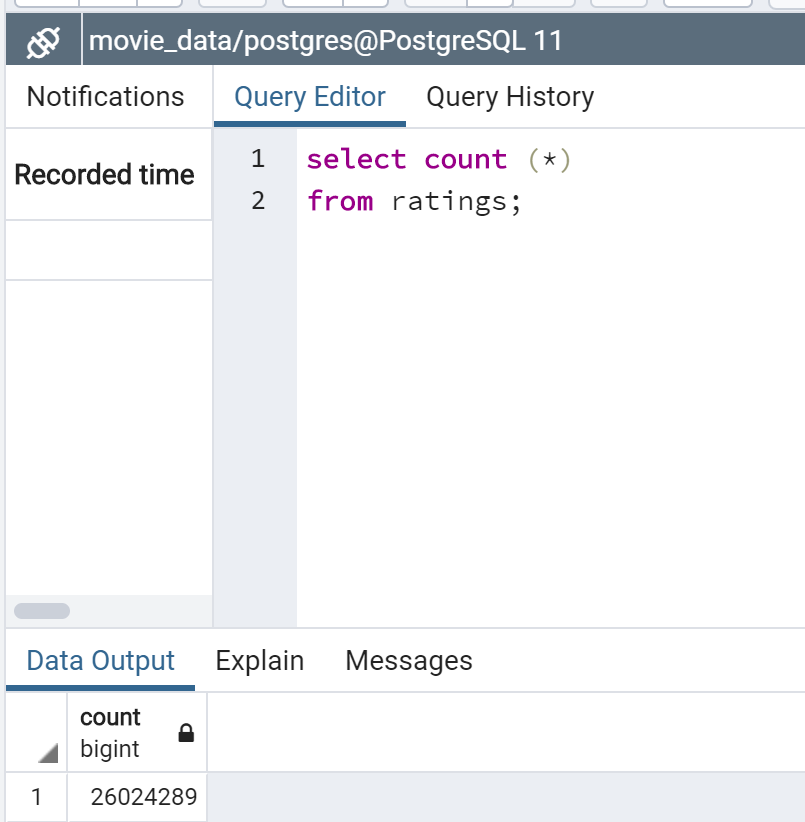 movie_data/postgres@PostgreSQL 11
Notifications
Query Editor
Query History
Recorded time
1 select count (*)
2 from ratings;
Data Output
Explain
Messages
count
bigint
1 26024289